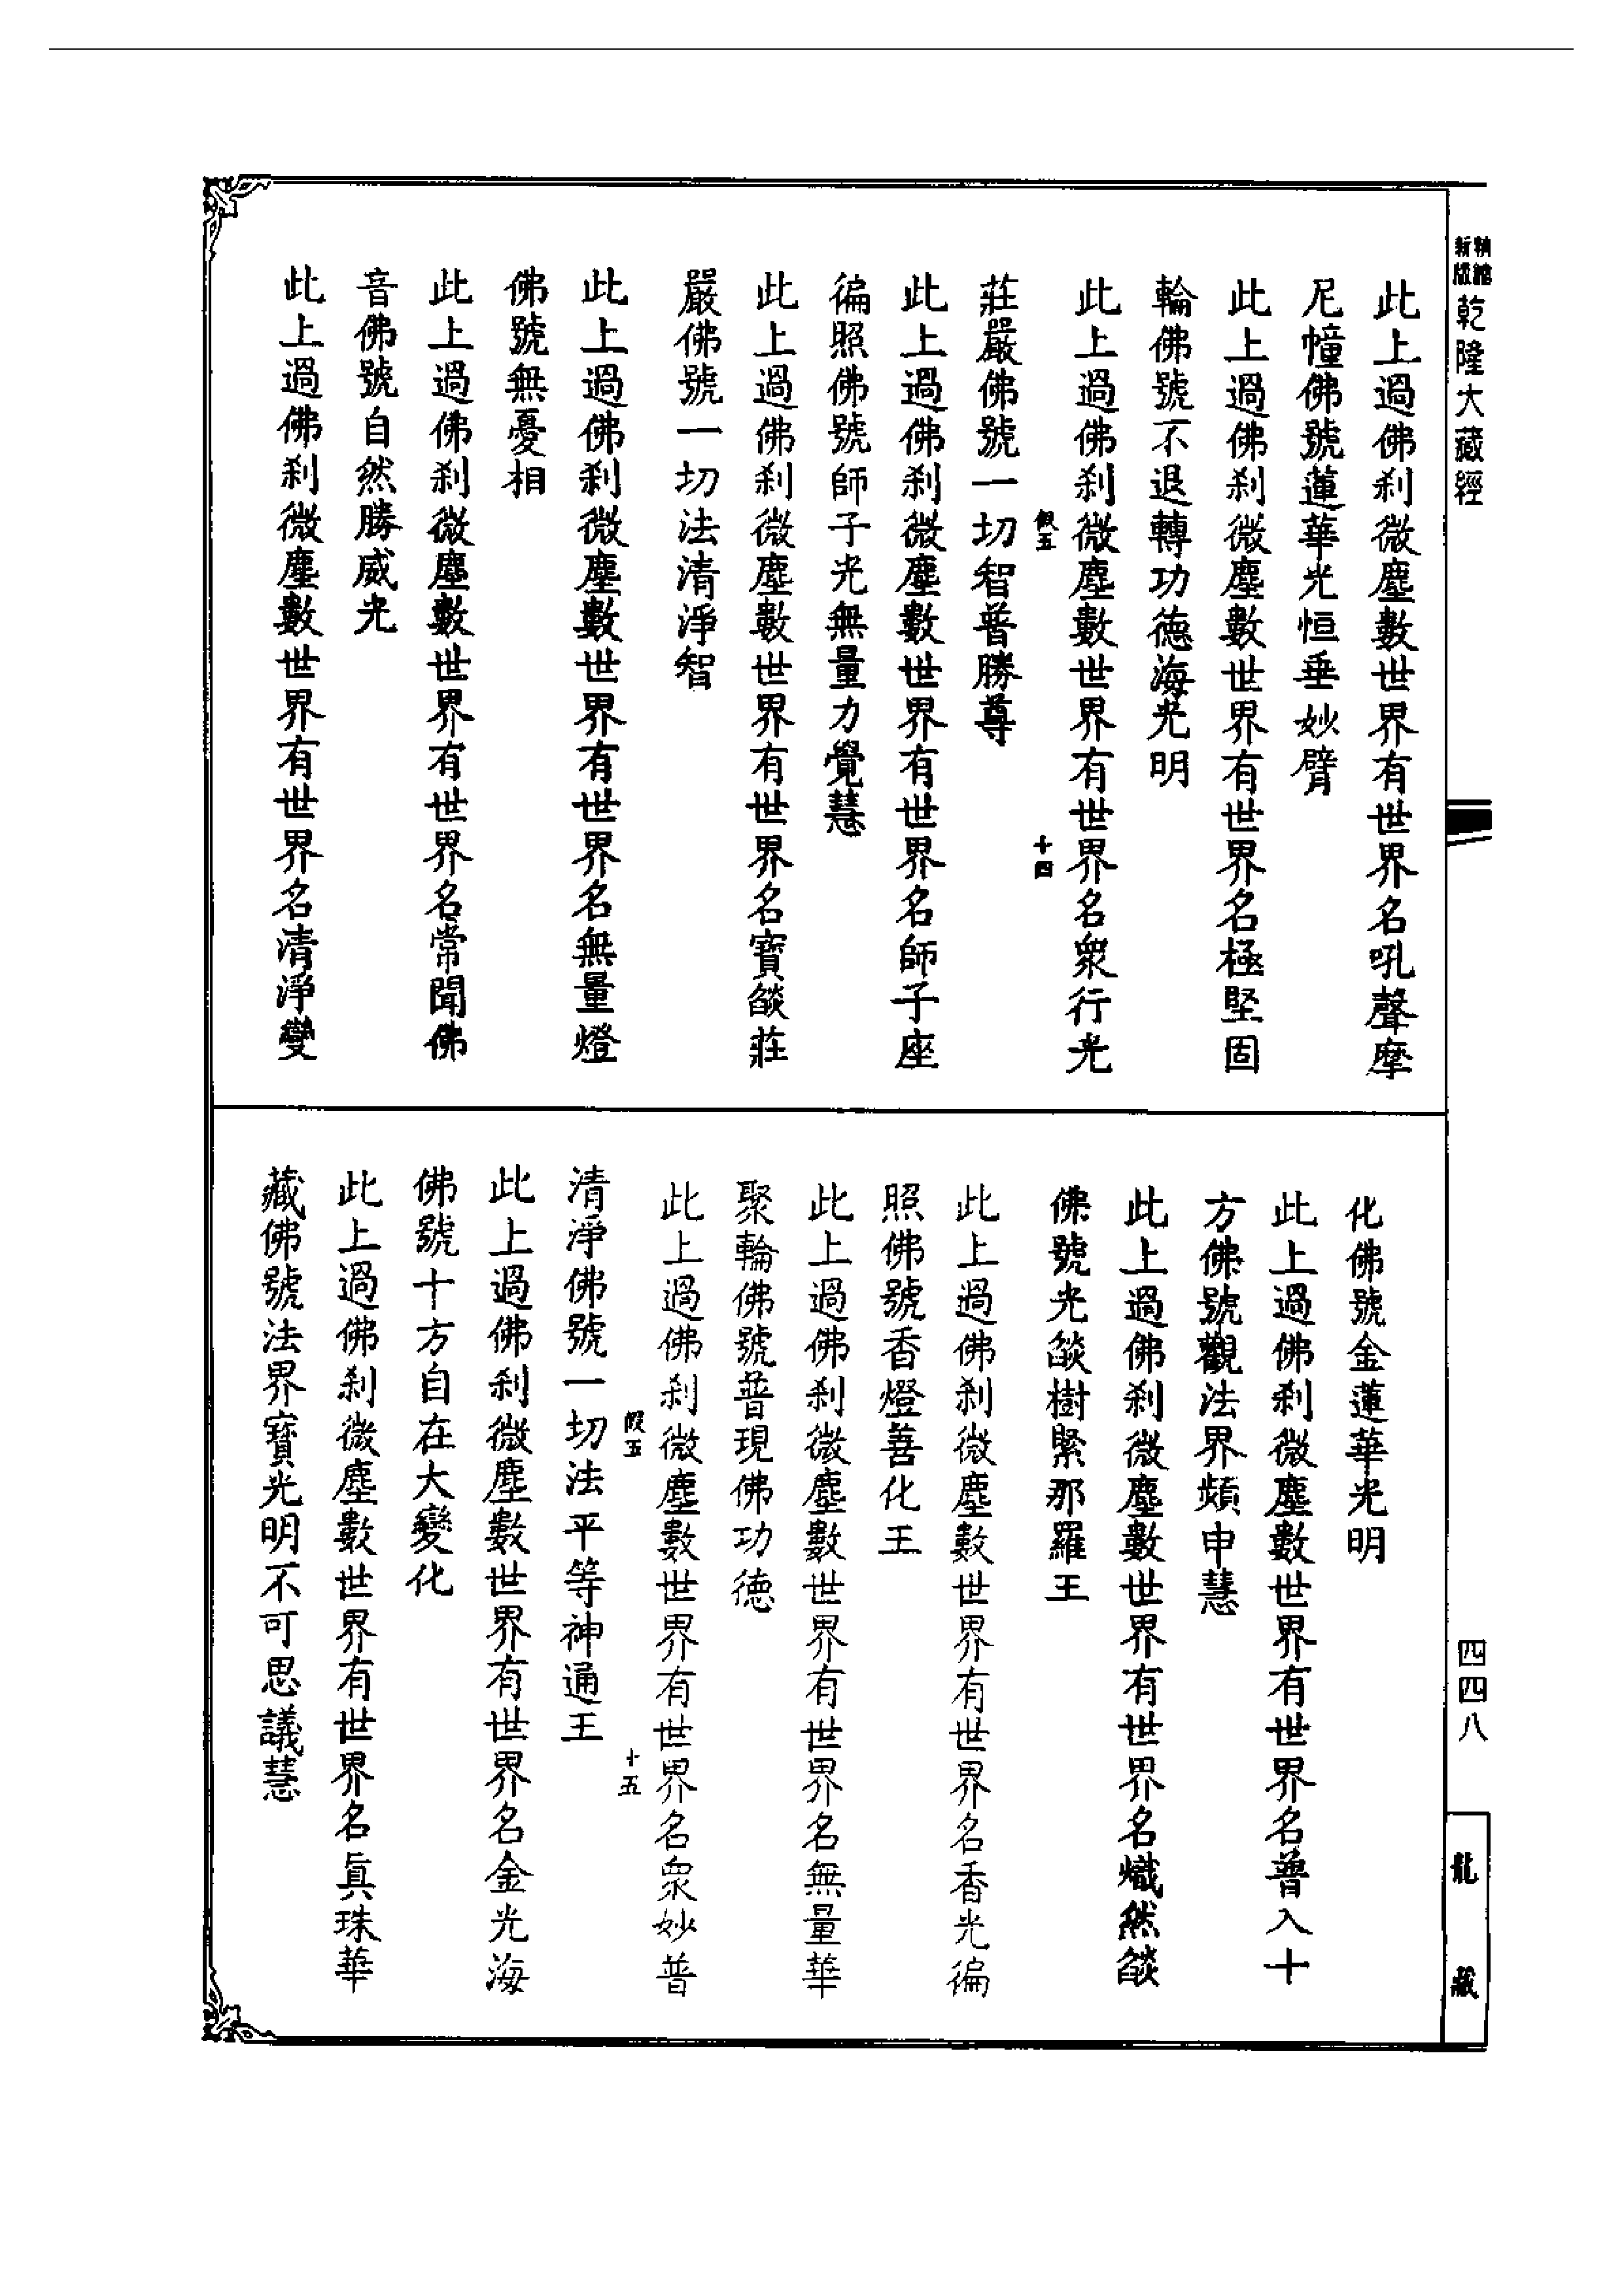 精縮
新版
乾隆大藏經
四四八
龍藏
此上過佛刹微塵數世界有世界名吼聲摩
尼幢佛號蓮華光恒垂妙臂
此上過佛刹微塵數世界有世界名極堅固
輪佛號不退轉功德海光明
此上過佛刹微塵數世界有世界名衆行光
假五
十四
莊嚴佛號一切智普勝尊
此上過佛刹微塵數世界有世界名師子座
徧照佛號師子光無量力覺慧
此上過佛刹微塵數世界有世界名寶燄莊
嚴佛號一切法清淨智
此上過佛刹微塵數世界有世界名無量燈
佛號無憂相
此上過佛刹微塵數世界有世界名常聞佛
音佛號自然勝威光
此上過佛刹微塵數世界有世界名清淨變
化佛號金蓮華光明
此上過佛刹微塵數世界有世界名普入十
方佛號觀法界頻申慧
此上過佛刹微塵數世界有世界名熾然燄
佛號光燄樹緊那羅王
此上過佛刹微塵數世界有世界名香光徧
照佛號香燈善化王
此上過佛刹微塵數世界有世界名無量華
聚輪佛號普現佛功德
此上過佛刹微塵數世界有世界名衆妙普
假五
十五
清淨佛號一切法平等神通王
此上過佛刹微塵數世界有世界名金光海
佛號十方自在大變化
此上過佛刹微塵數世界有世界名眞珠華
藏佛號法界寶光明不可思議慧